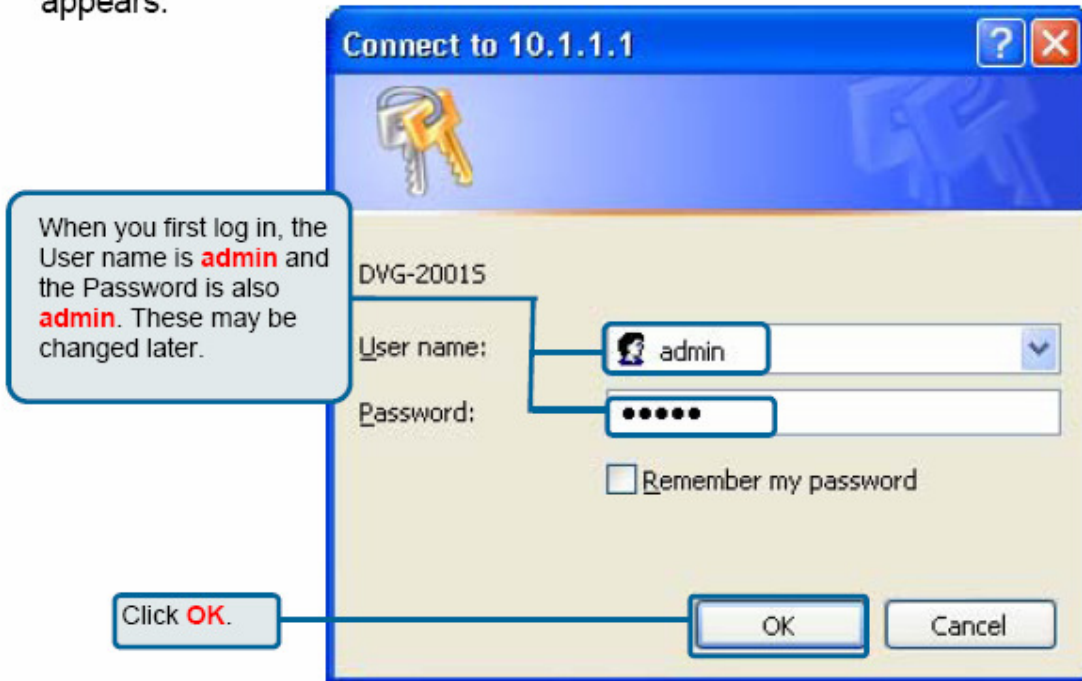 appears.
Connect to 10.1.1.1
When you first log in, the
User name is admin and
the Password is also
admin. These may be
changed later.
DVG-2001S
User name:
admin
Password:
•••••
Remember my password
Click OK.
OK
Cancel